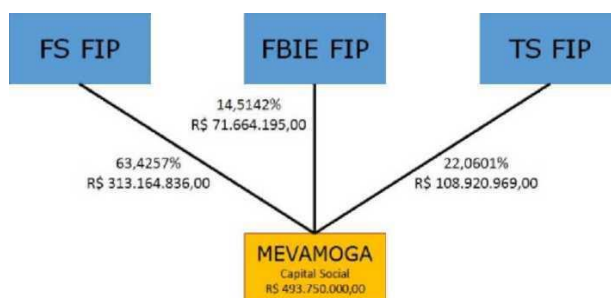 FS FIP
FBIE FIP
TS FIP
14,5142%
R$ 71.664.195,00
63,4257%
R$ 313.164.836,00
22,0601%
R$ 108.920.969,00
MEVAMOGA
Capital Social
R$ 493.750.000,00